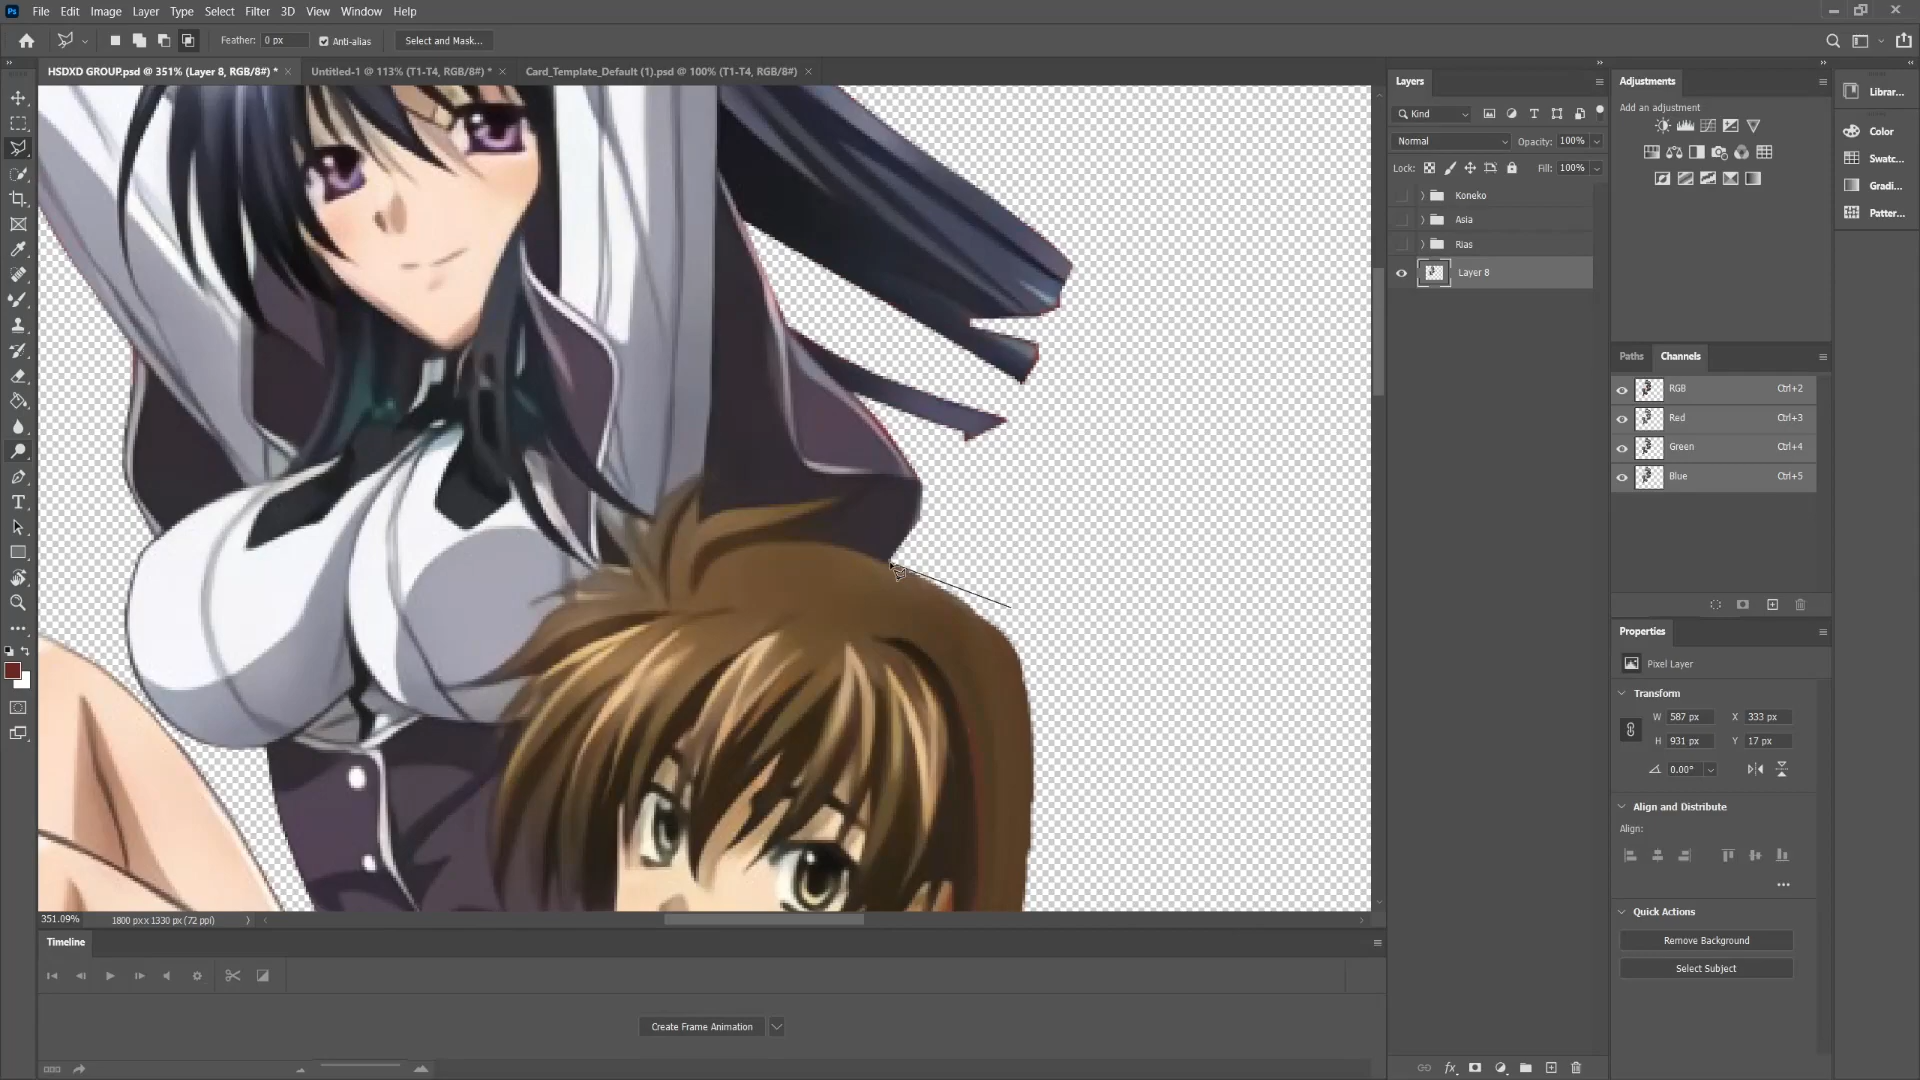 Ps File Edit Image Layer Type Select Filter 3D View Window Help
Feather: 0 px Anti-alias Select and Mask...
HSDXD GROUP.psd @ 351% (Layer 8, RGB/8#) * Untitled-1 @ 113% (T1-T4, RGB/8#) * Card_Template_Default (1).psd @ 100% (T1-T4, RGB/8#)
Layers
Kind
Normal Opacity: 100%
Lock: Fill: 100%
Koneko
Asia
Rias
Layer 8
Adjustments
Add an adjustment
Paths Channels
RGB Ctrl+2
Red Ctrl+3
Green Ctrl+4
Blue Ctrl+5
Properties
Pixel Layer
Transform
W 587 px X 333 px
H 931 px Y 17 px
0.00°
Align and Distribute
Align:
Quick Actions
Remove Background
Select Subject
Librar...
Color
Swatc...
Gradi...
Patter...
351.09% 1800 px x 1330 px (72 ppi)
Timeline
Create Frame Animation
fx